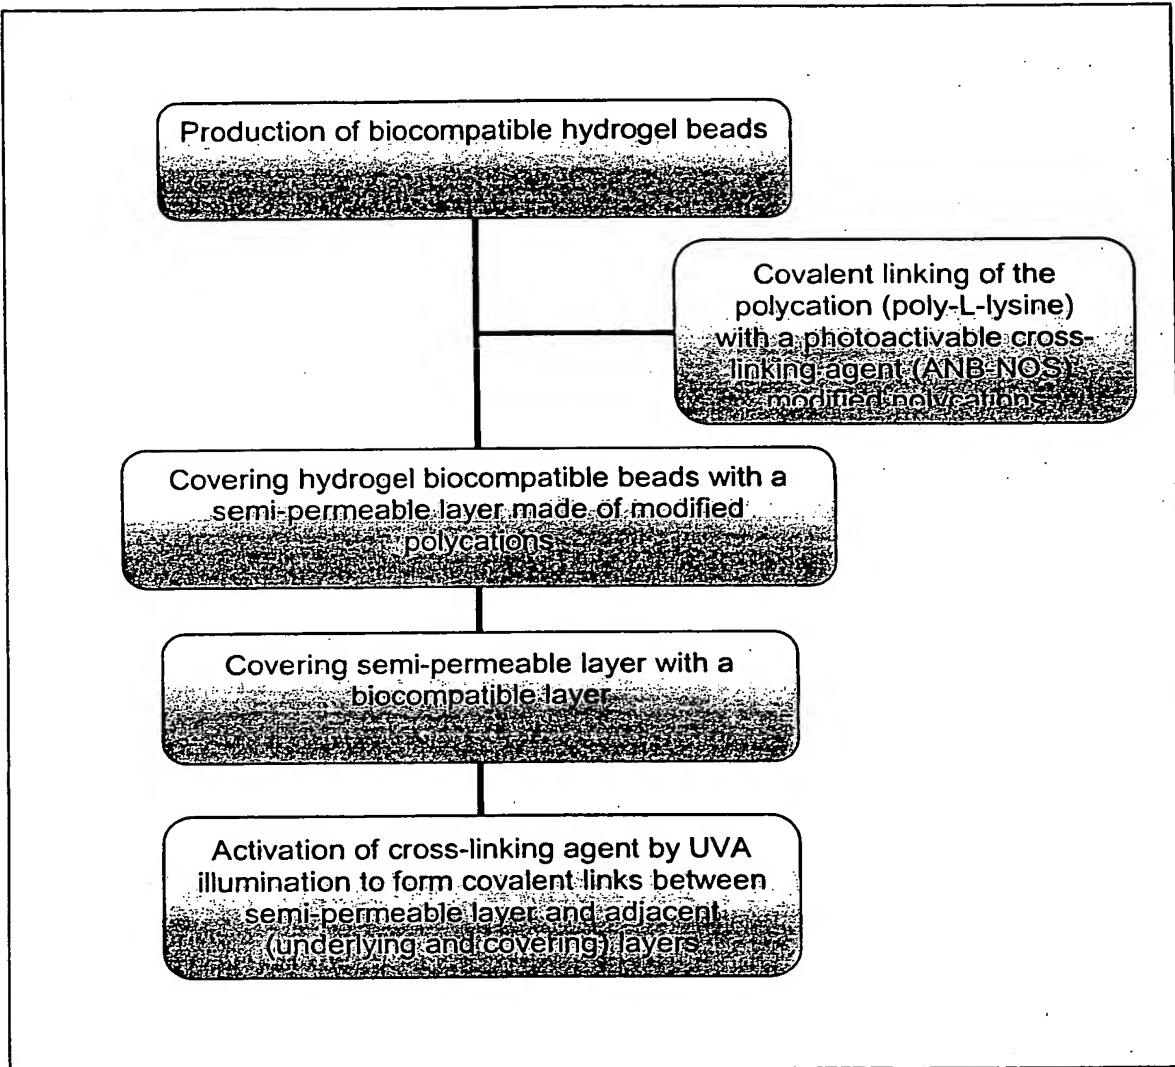 Production of biocompatible hydrogel beads
Covalent linking of the
polycation (poly-L-lysine)
with a photoactivable cross-
linking agent (ANB-NOS)
modified polycations
Covering hydrogel biocompatible beads with a
semi-permeable layer made of modified
polycations
Covering semi-permeable layer with a
biocompatible layer
Activation of cross-linking agent by UVA
illumination to form covalent links between
semi-permeable layer and adjacent
(underlying and covering) layers